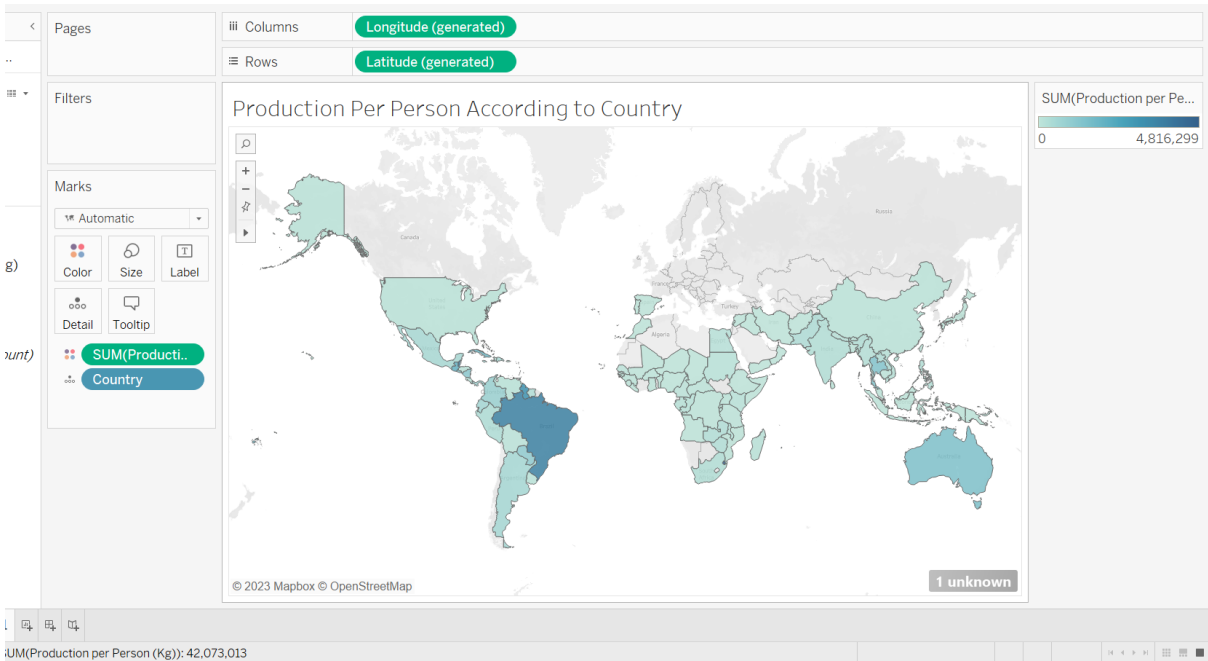 Pages
Columns
Longitude (generated)
Rows
Latitude (generated)
Filters
Marks
Automatic
Color
Size
Label
Detail
Tooltip
SUM(Producti..
Country
g)
ount)
Production Per Person According to Country
Canada
Russia
France
Turkey
Algeria
© 2023 Mapbox © OpenStreetMap
1 unknown
SUM(Production per Pe...
0
4,816,299
SUM(Production per Person (Kg)): 42,073,013